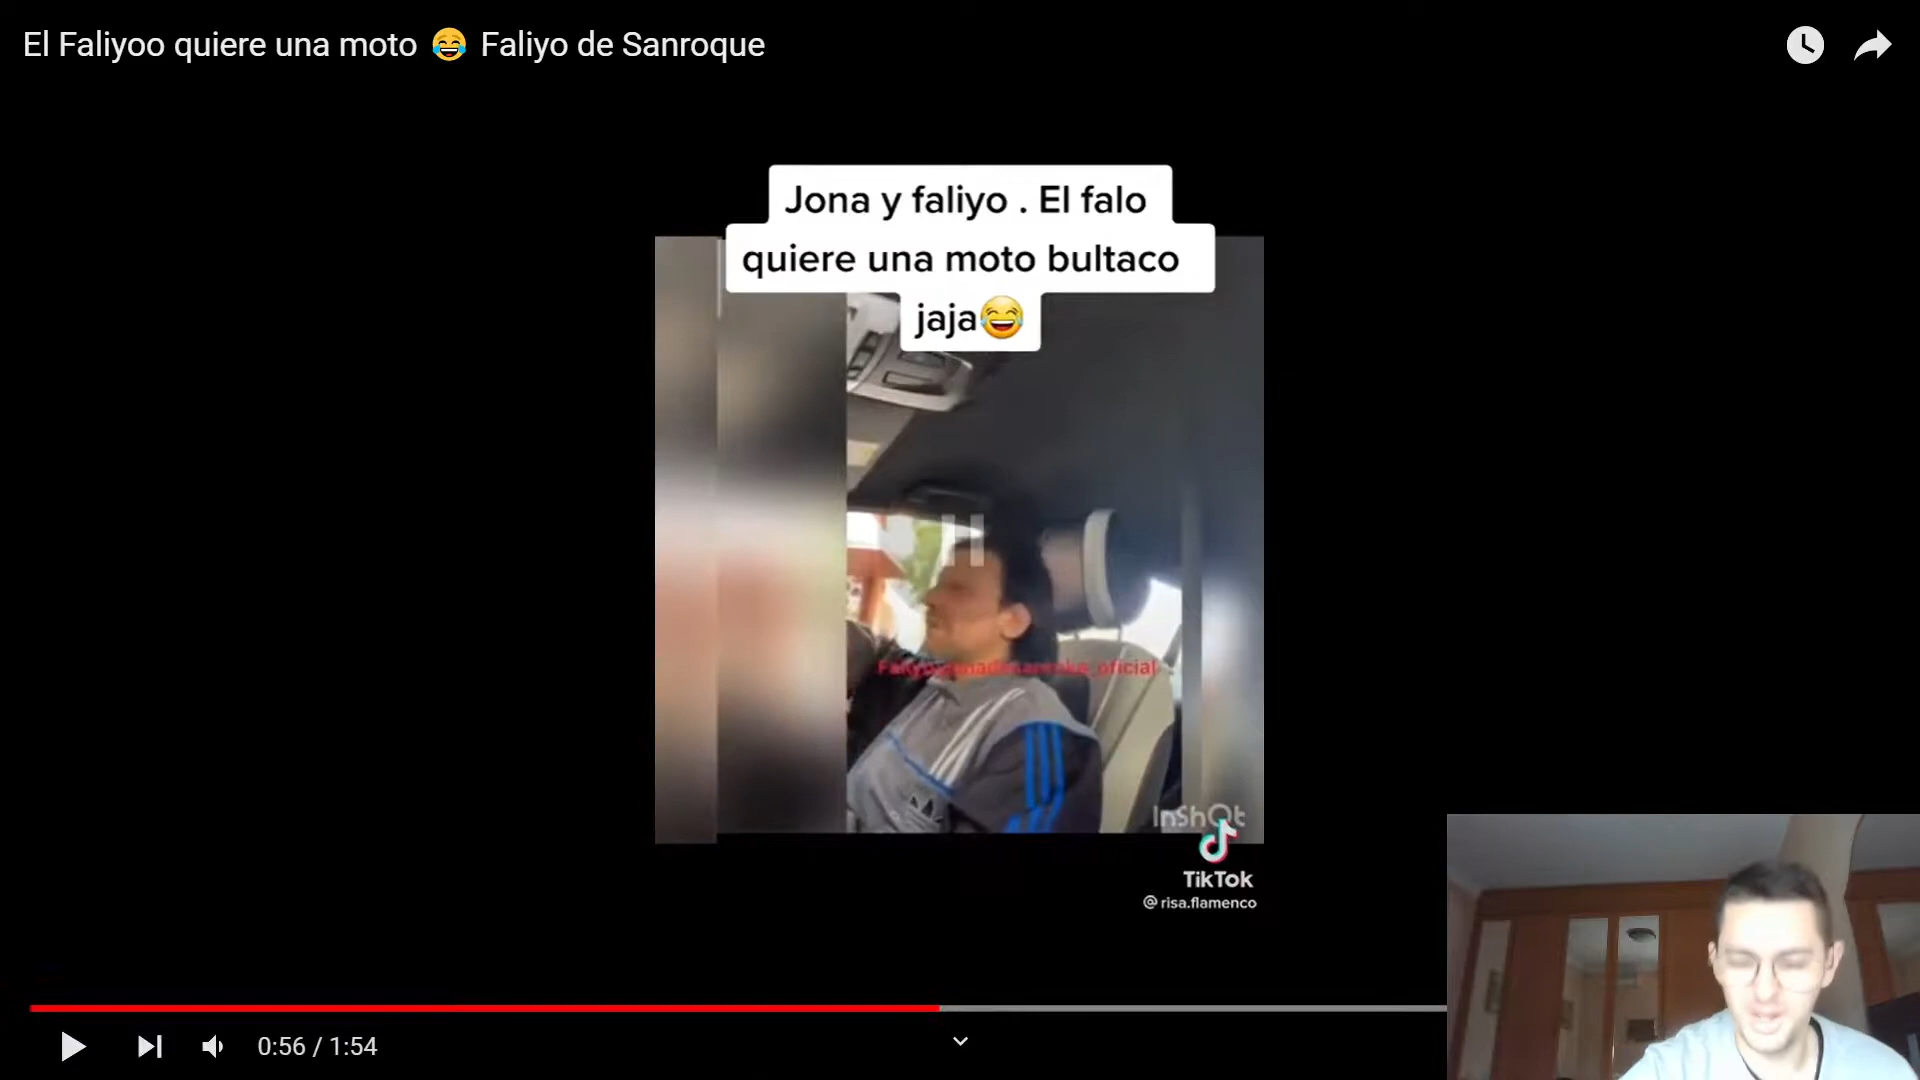 El Faliyoo quiere una moto 😂 Faliyo de Sanroque
Jona y faliyo . El falo
quiere una moto bultaco
jaja😂
InShOt
TikTok
@risa.flamenco
0:56 / 1:54